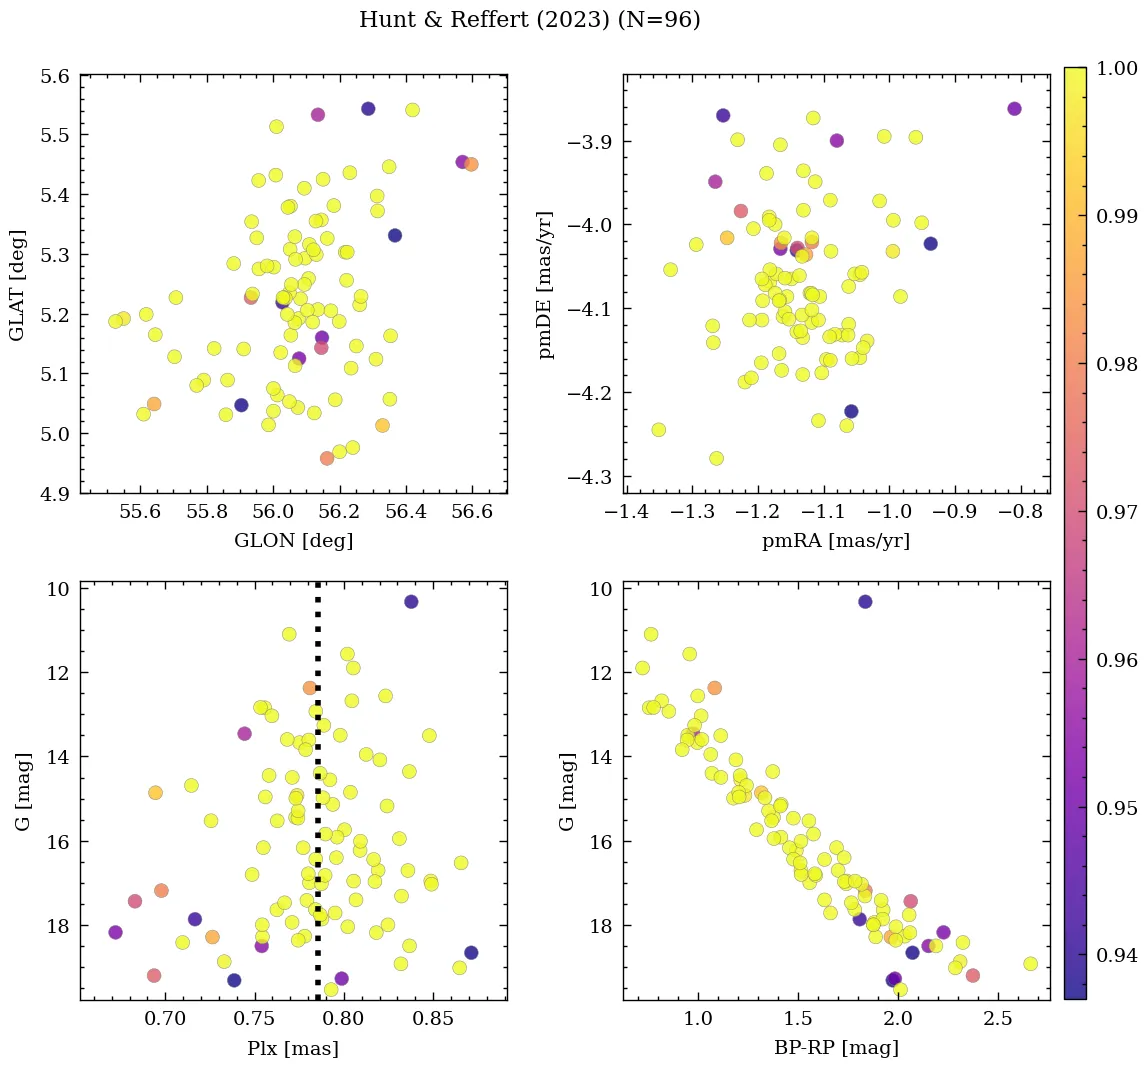 Hunt & Reffert (2023) (N=96)
5.6
5.5
5.4
5.3
5.2
5.1
5.0
4.9
GLAT [deg]
55.6 55.8 56.0 56.2 56.4 56.6
GLON [deg]
−3.9
−4.0
−4.1
−4.2
−4.3
pmDE [mas/yr]
−1.4 −1.3 −1.2 −1.1 −1.0 −0.9 −0.8
pmRA [mas/yr]
10
12
14
16
18
G [mag]
0.70 0.75 0.80 0.85
Plx [mas]
10
12
14
16
18
G [mag]
1.0 1.5 2.0 2.5
BP-RP [mag]
1.00
0.99
0.98
0.97
0.96
0.95
0.94